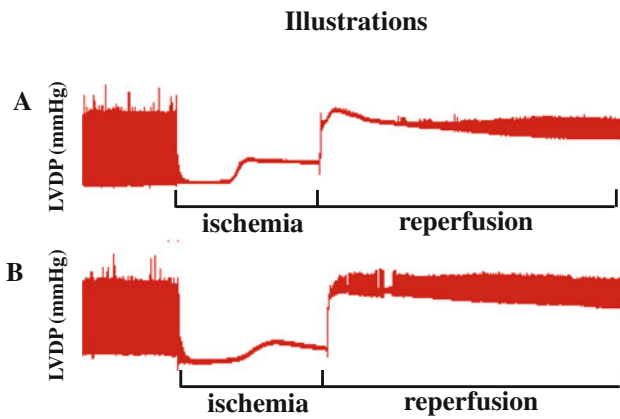 Illustrations
A
LVDP (mmHg)
ischemia
reperfusion
B
LVDP (mmHg)
ischemia
reperfusion